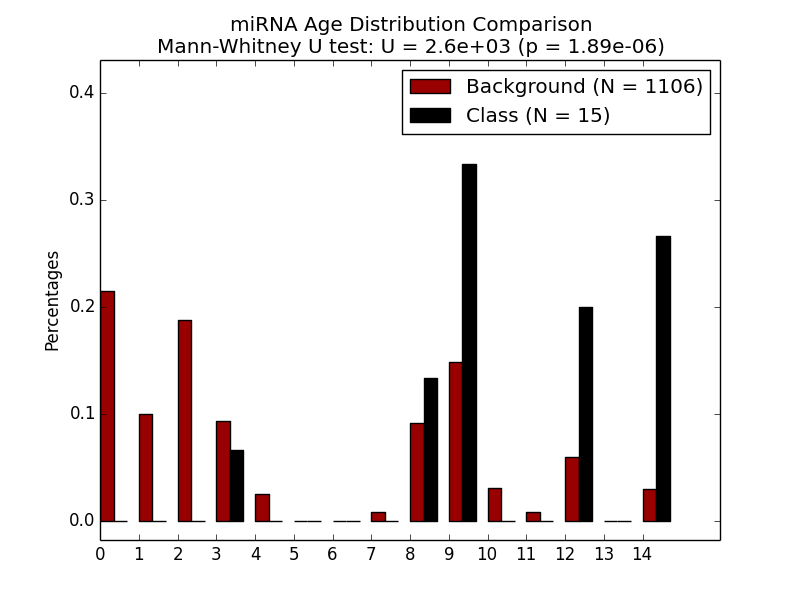 miRNA Age Distribution Comparison
Mann-Whitney U test: U = 2.6e+03 (p = 1.89e-06)
Background (N = 1106)
Class (N = 15)
Percentages
0.4
0.3
0.2
0.1
0.0
0 1 2 3 4 5 6 7 8 9 10 11 12 13 14